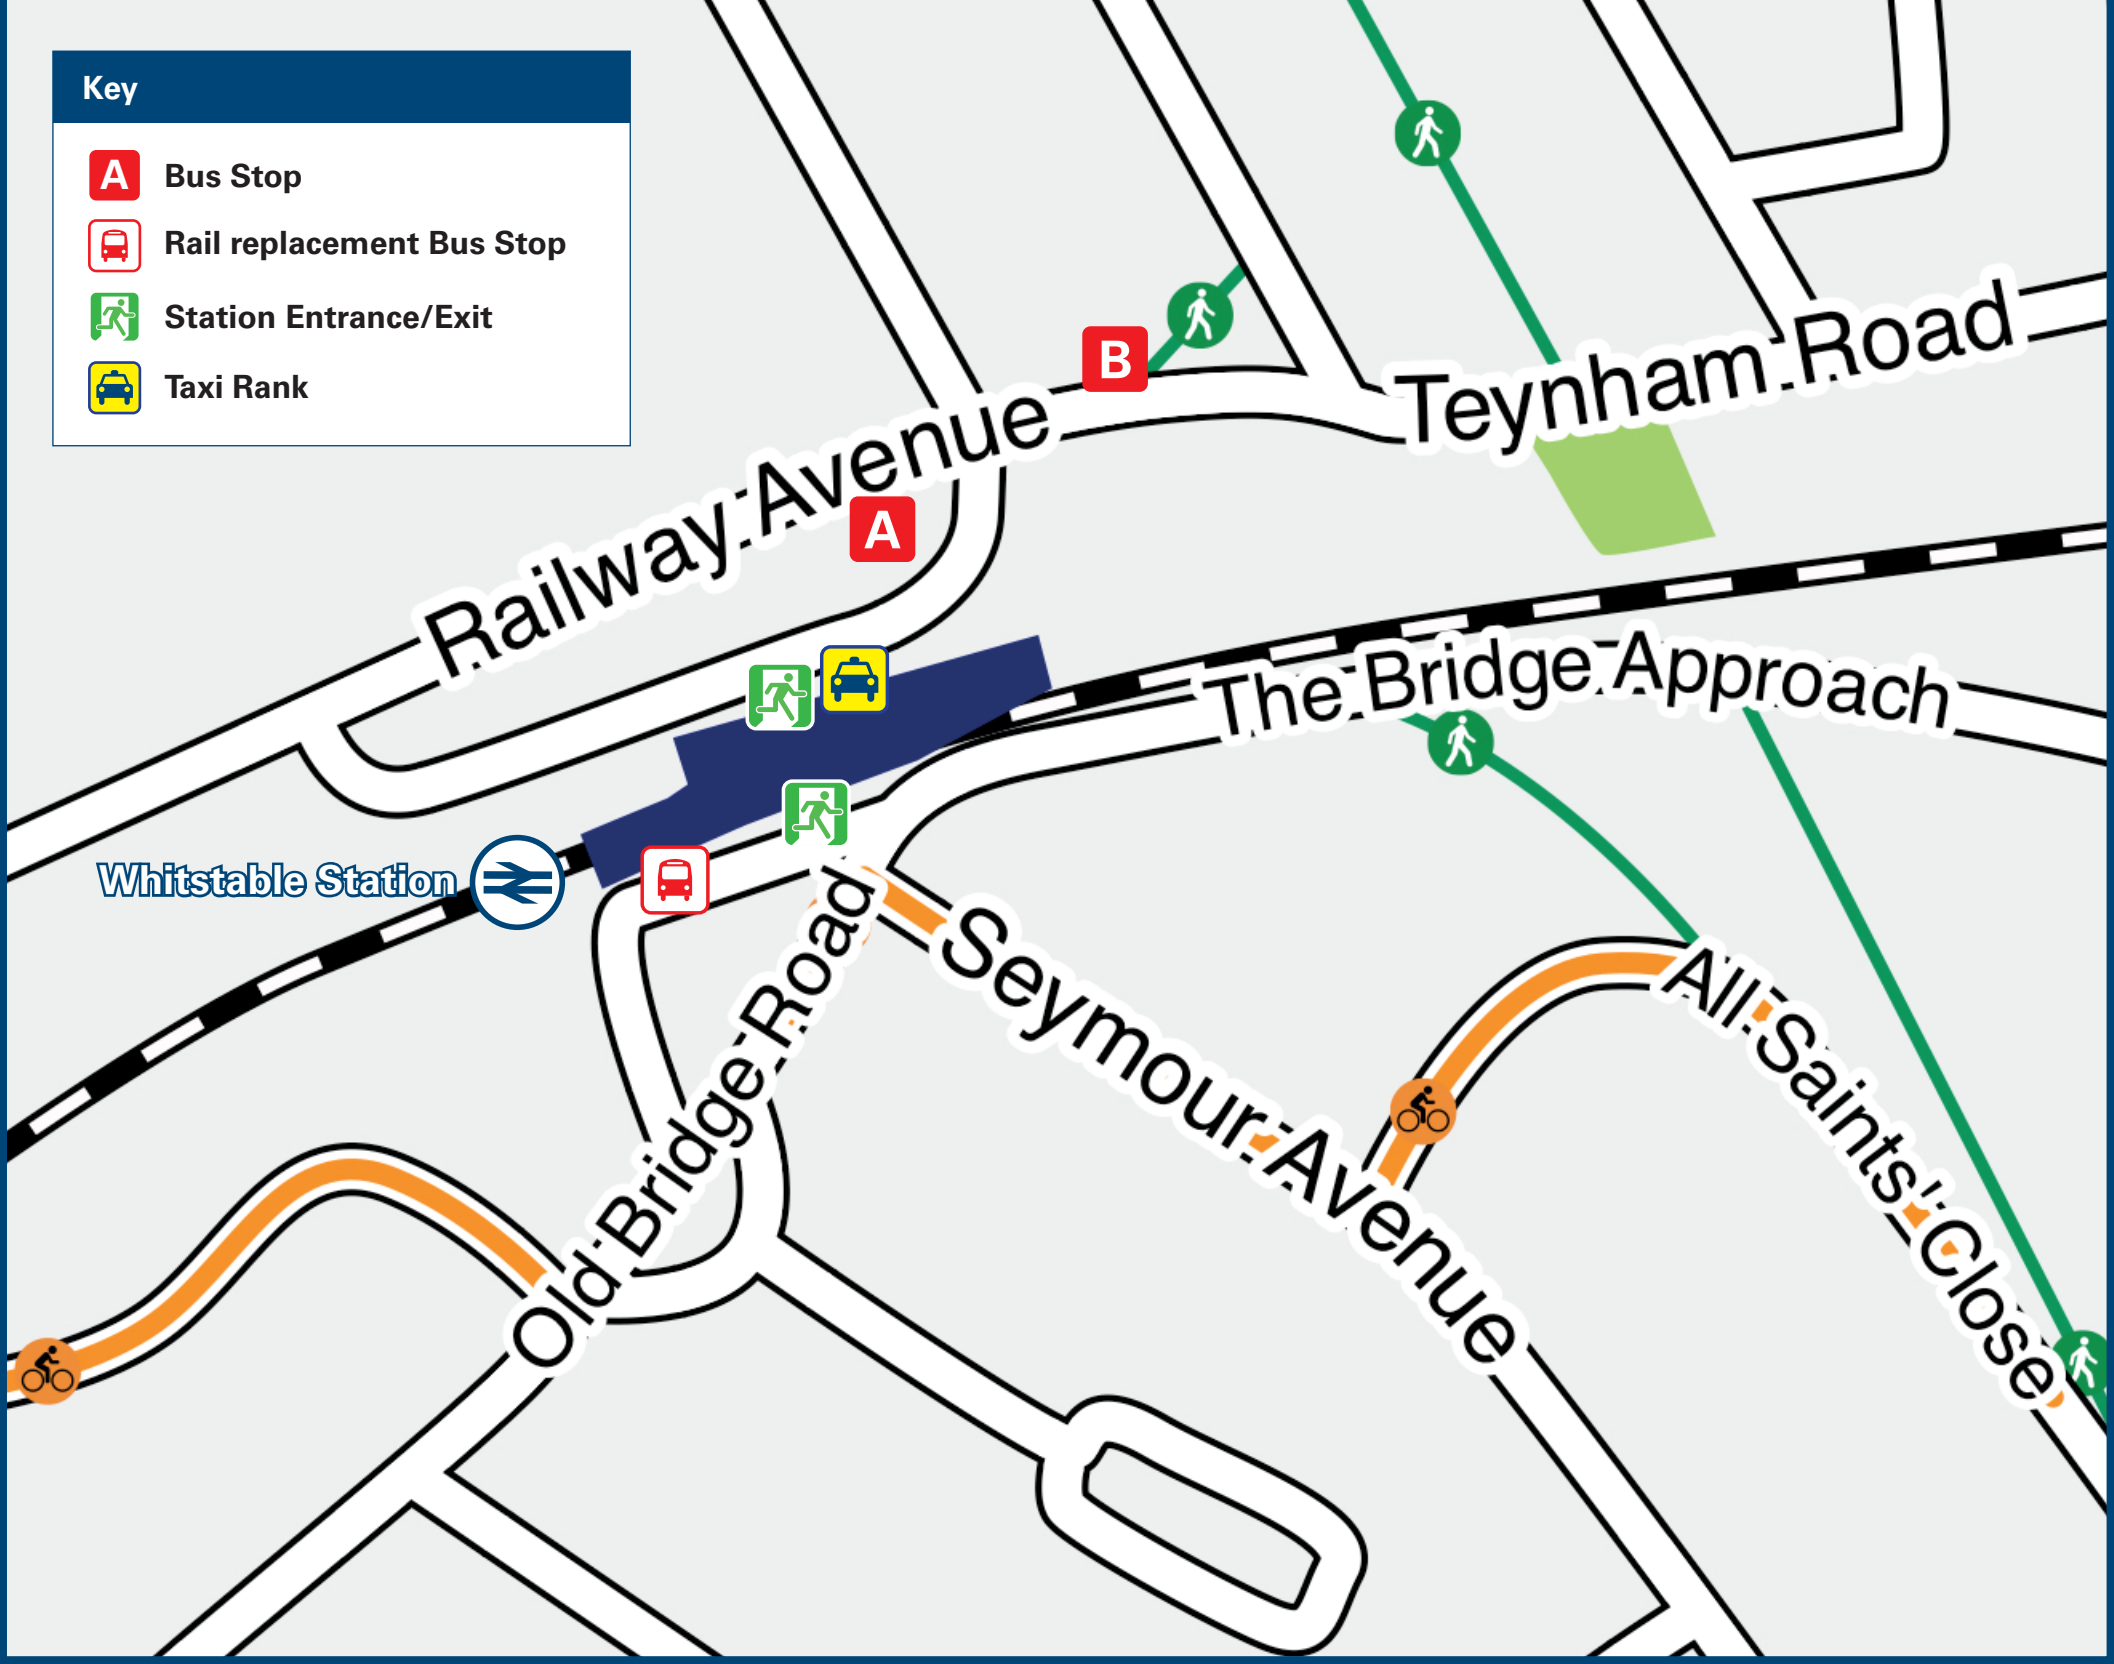 Key
A Bus Stop
Rail replacement Bus Stop
Station Entrance/Exit
Taxi Rank
B
Teynham Road
Railway Avenue
A
The Bridge Approach
Whitstable Station
Old Bridge Road
Seymour Avenue
All Saints' Close